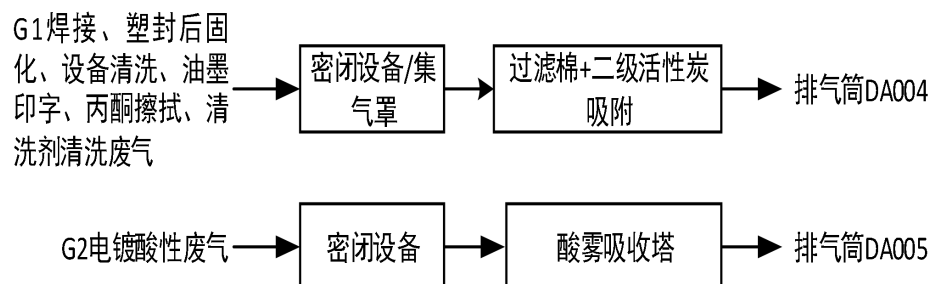 G1焊接、塑封后固
化、设备清洗、油墨
印字、丙酮擦拭、清
洗剂清洗废气
密闭设备/集
气罩
过滤棉+二级活性炭
吸附
排气筒DA004
G2电镀酸性废气
密闭设备
酸雾吸收塔
排气筒DA005